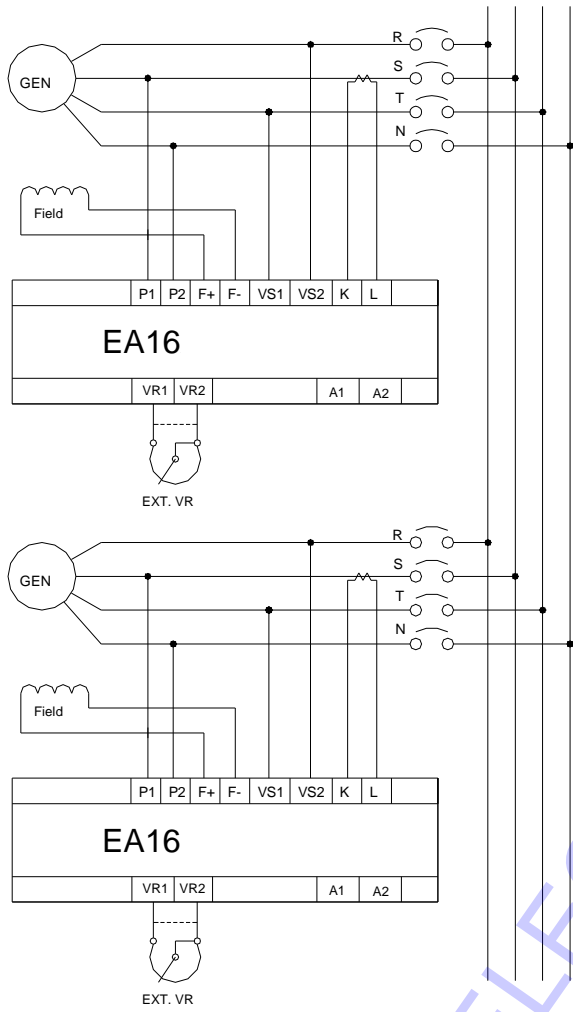 R
GEN
S
T
N
Field
P1 P2 F+ F- VS1 VS2 K L
EA16
VR1 VR2 A1 A2
EXT. VR
R
GEN
S
T
N
Field
P1 P2 F+ F- VS1 VS2 K L
EA16
VR1 VR2 A1 A2
EXT. VR